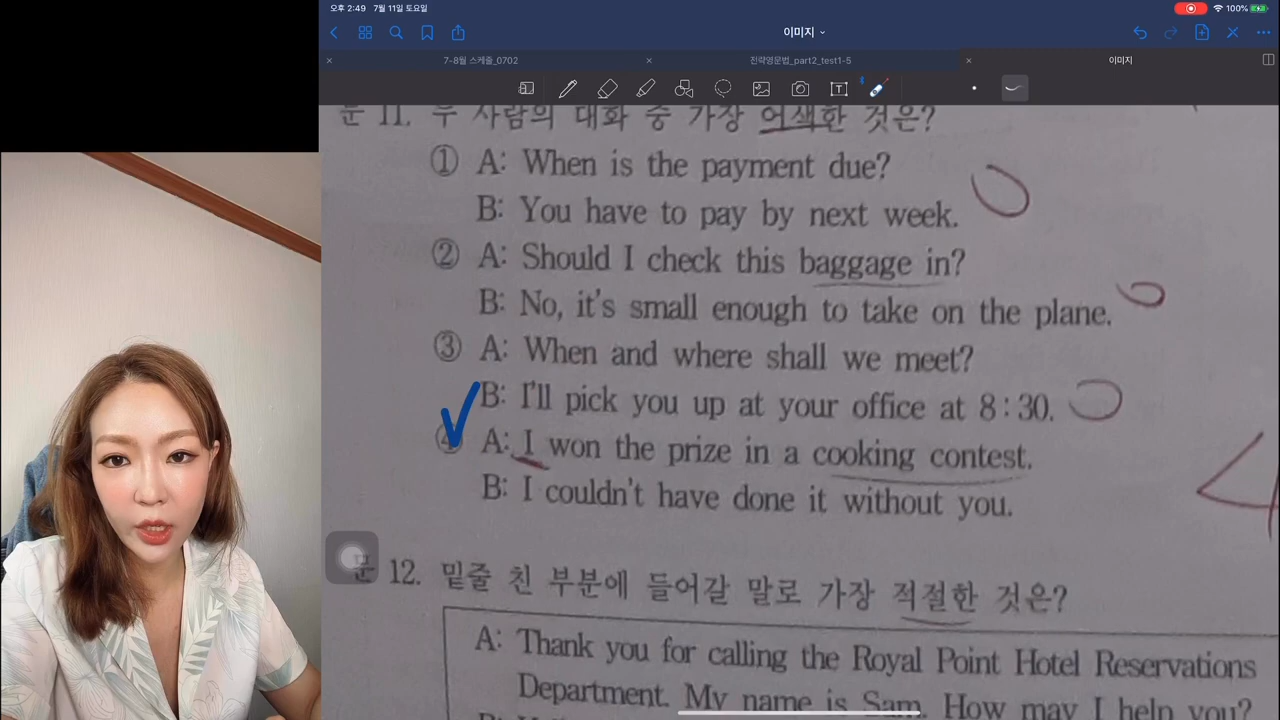 오후 2:49 7월 11일 토요일
100%
이미지
7-8월 스케줄_0702
전략영문법_part2_test1-5
이미지
문 11. 두 사람의 대화 중 가장 어색한 것은?
① A: When is the payment due?
B: You have to pay by next week.
② A: Should I check this baggage in?
B: No, it's small enough to take on the plane.
③ A: When and where shall we meet?
B: I'll pick you up at your office at 8:30.
④ A: I won the prize in a cooking contest.
B: I couldn't have done it without you.
문 12. 밑줄 친 부분에 들어갈 말로 가장 적절한 것은?
A: Thank you for calling the Royal Point Hotel Reservations
Department. My name is Sam. How may I help you?